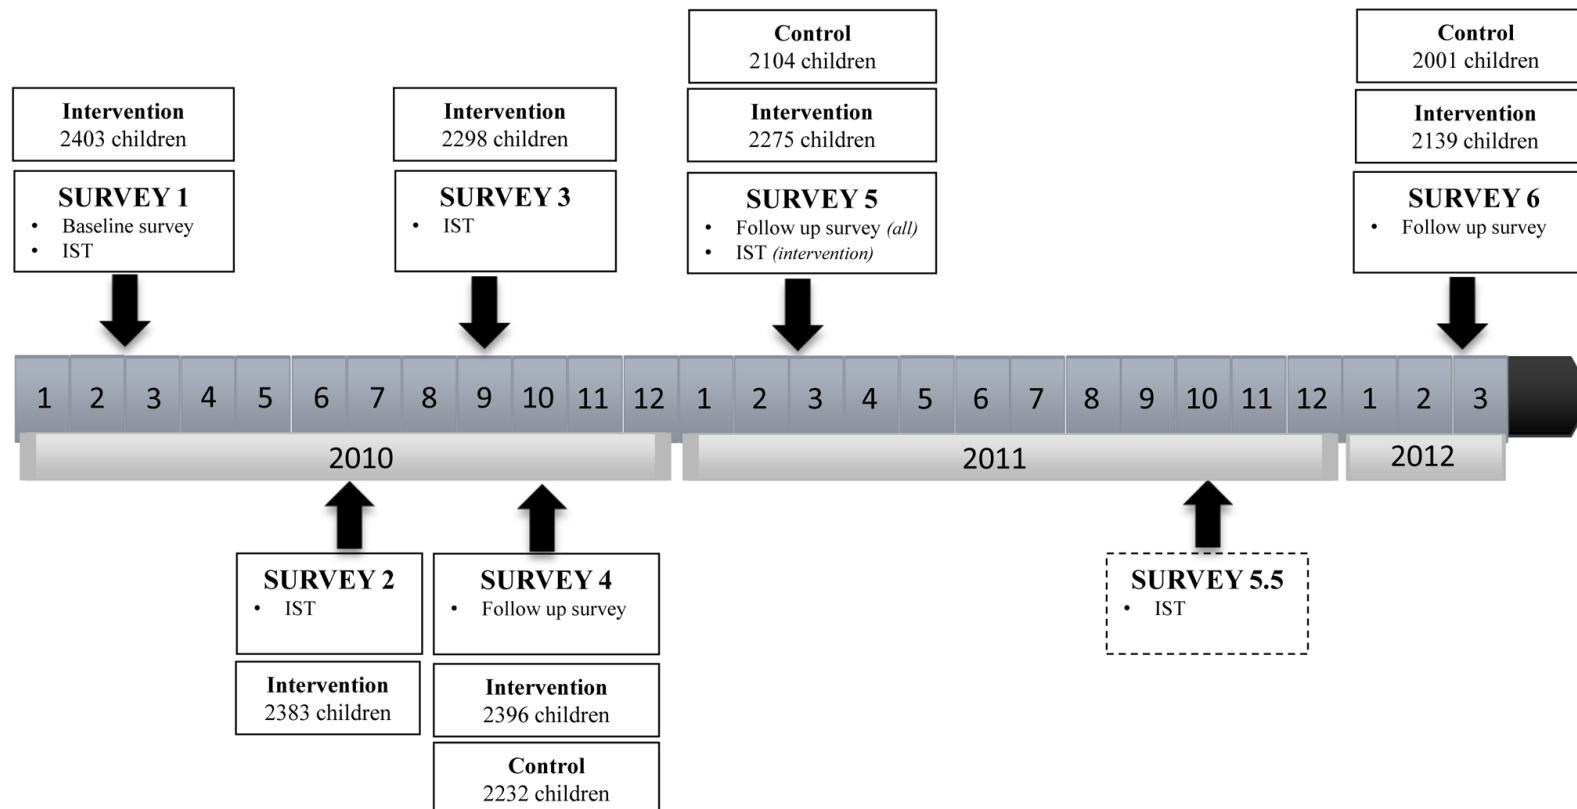 Control
2104 children
Control
2001 children
Intervention
2403 children
Intervention
2298 children
Intervention
2275 children
Intervention
2139 children
SURVEY 1
• Baseline survey
• IST
SURVEY 3
• IST
SURVEY 5
• Follow up survey (all)
• IST (intervention)
SURVEY 6
• Follow up survey
1 2 3 4 5 6 7 8 9 10 11 12 1 2 3 4 5 6 7 8 9 10 11 12 1 2 3
2010 2011 2012
SURVEY 2
• IST
Intervention
2383 children
SURVEY 4
• Follow up survey
Intervention
2396 children
Control
2232 children
SURVEY 5.5
• IST